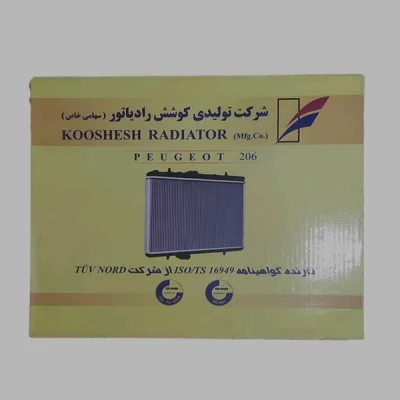 شرکت تولیدی کوشش رادیاتور ( سهامی خاص )
KOOSHESH RADIATOR (Mfg.Co.)
PEUGEOT 206
دارنده گواهینامه ISO/TS 16949 از شرکت TÜV NORD